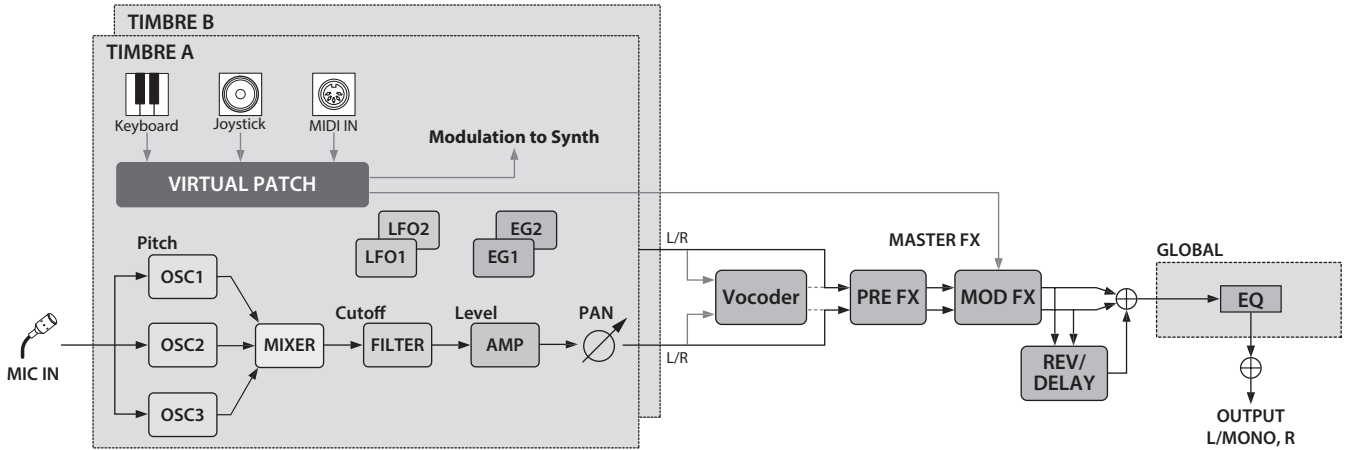 TIMBRE B
TIMBRE A
Keyboard
Joystick
MIDI IN
Modulation to Synth
VIRTUAL PATCH
LFO2
LFO1
EG2
EG1
Pitch
OSC1
OSC2
OSC3
MIC IN
MIXER
Cutoff
FILTER
Level
AMP
PAN
L/R
L/R
Vocoder
MASTER FX
PRE FX
MOD FX
REV/
DELAY
GLOBAL
EQ
OUTPUT
L/MONO, R